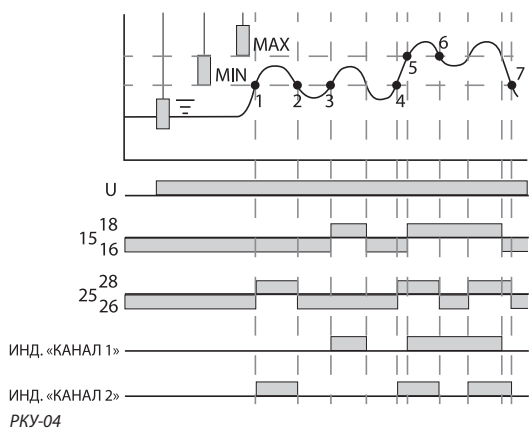 MAX
MIN
1
2
3
4
5
6
7
U
15 18
16
25 28
26
ИНД. «КАНАЛ 1»
ИНД. «КАНАЛ 2»
РКУ-04